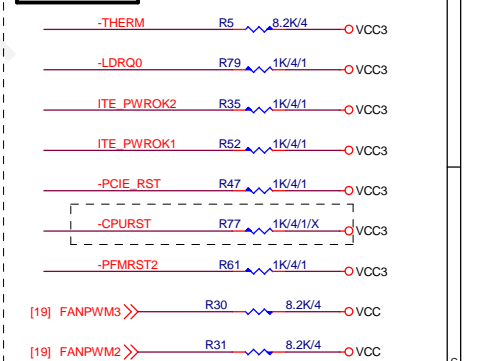 -THERM R5 8.2K/4 VCC3
-LDRQ0 R79 1K/4/1 VCC3
ITE_PWROK2 R35 1K/4/1 VCC3
ITE_PWROK1 R52 1K/4/1 VCC3
-PCIE_RST R47 1K/4/1 VCC3
-CPURST R77 1K/4/1/X VCC3
-PFMRST2 R61 1K/4/1 VCC3
[19] FANPWM3 R30 8.2K/4 VCC
[19] FANPWM2 R31 8.2K/4 VCC